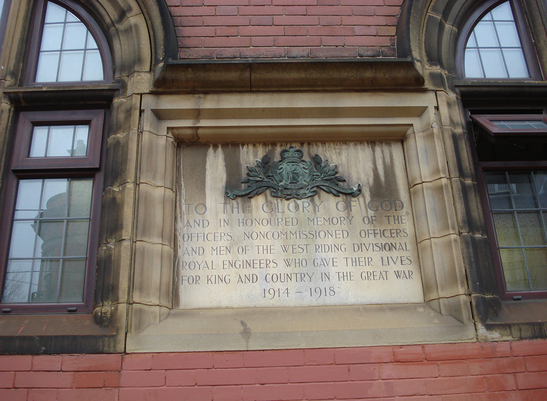 TO THE GLORY OF GOD
AND IN HONOURED MEMORY OF THE
OFFICERS, NONCOMMISSIONED OFFICERS
AND MEN OF THE WEST RIDING DIVISIONAL
ROYAL ENGINEERS WHO GAVE THEIR LIVES
FOR KING AND COUNTRY IN THE GREAT WAR
1914 – 1918